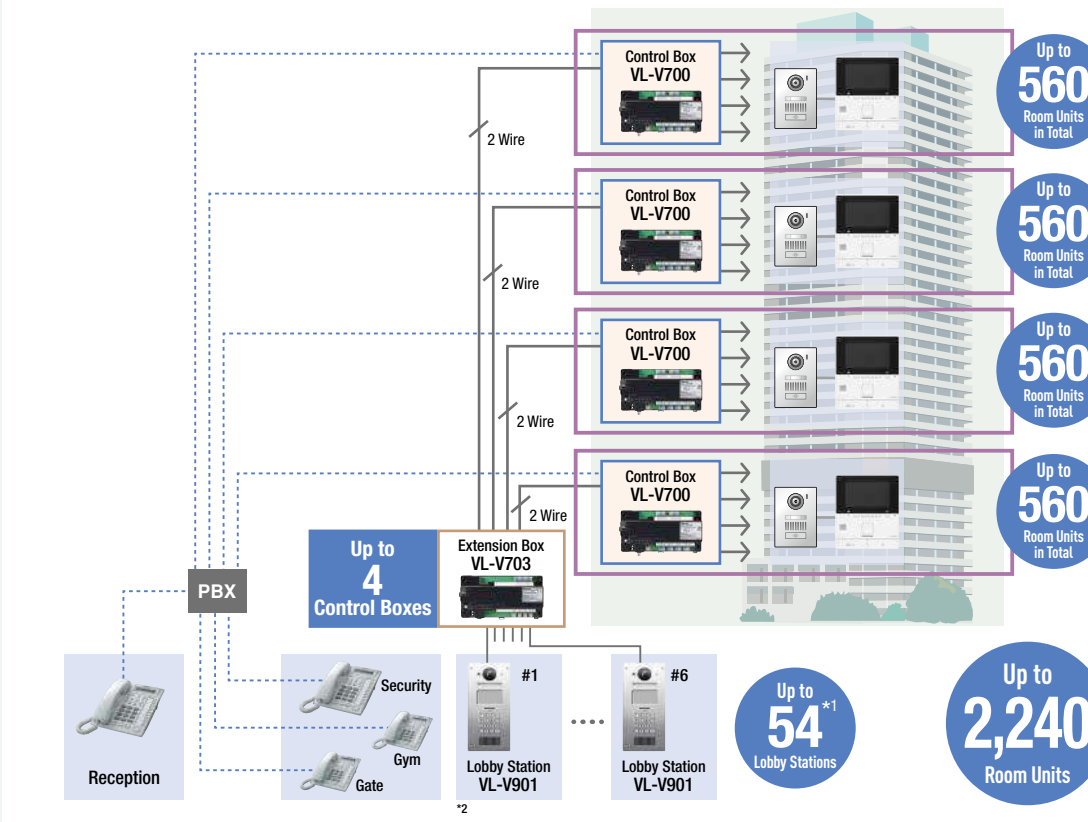 Control Box
VL-V700
2 Wire
Up to
560
Room Units
in Total
Control Box
VL-V700
2 Wire
Up to
560
Room Units
in Total
Control Box
VL-V700
2 Wire
Up to
560
Room Units
in Total
Control Box
VL-V700
2 Wire
Up to
560
Room Units
in Total
Up to
4
Control Boxes
Extension Box
VL-V703
PBX
Reception
Security
Gym
Gate
#1
Lobby Station
VL-V901
*2
#6
Lobby Station
VL-V901
Up to
54*1
Lobby Stations
Up to
2,240
Room Units